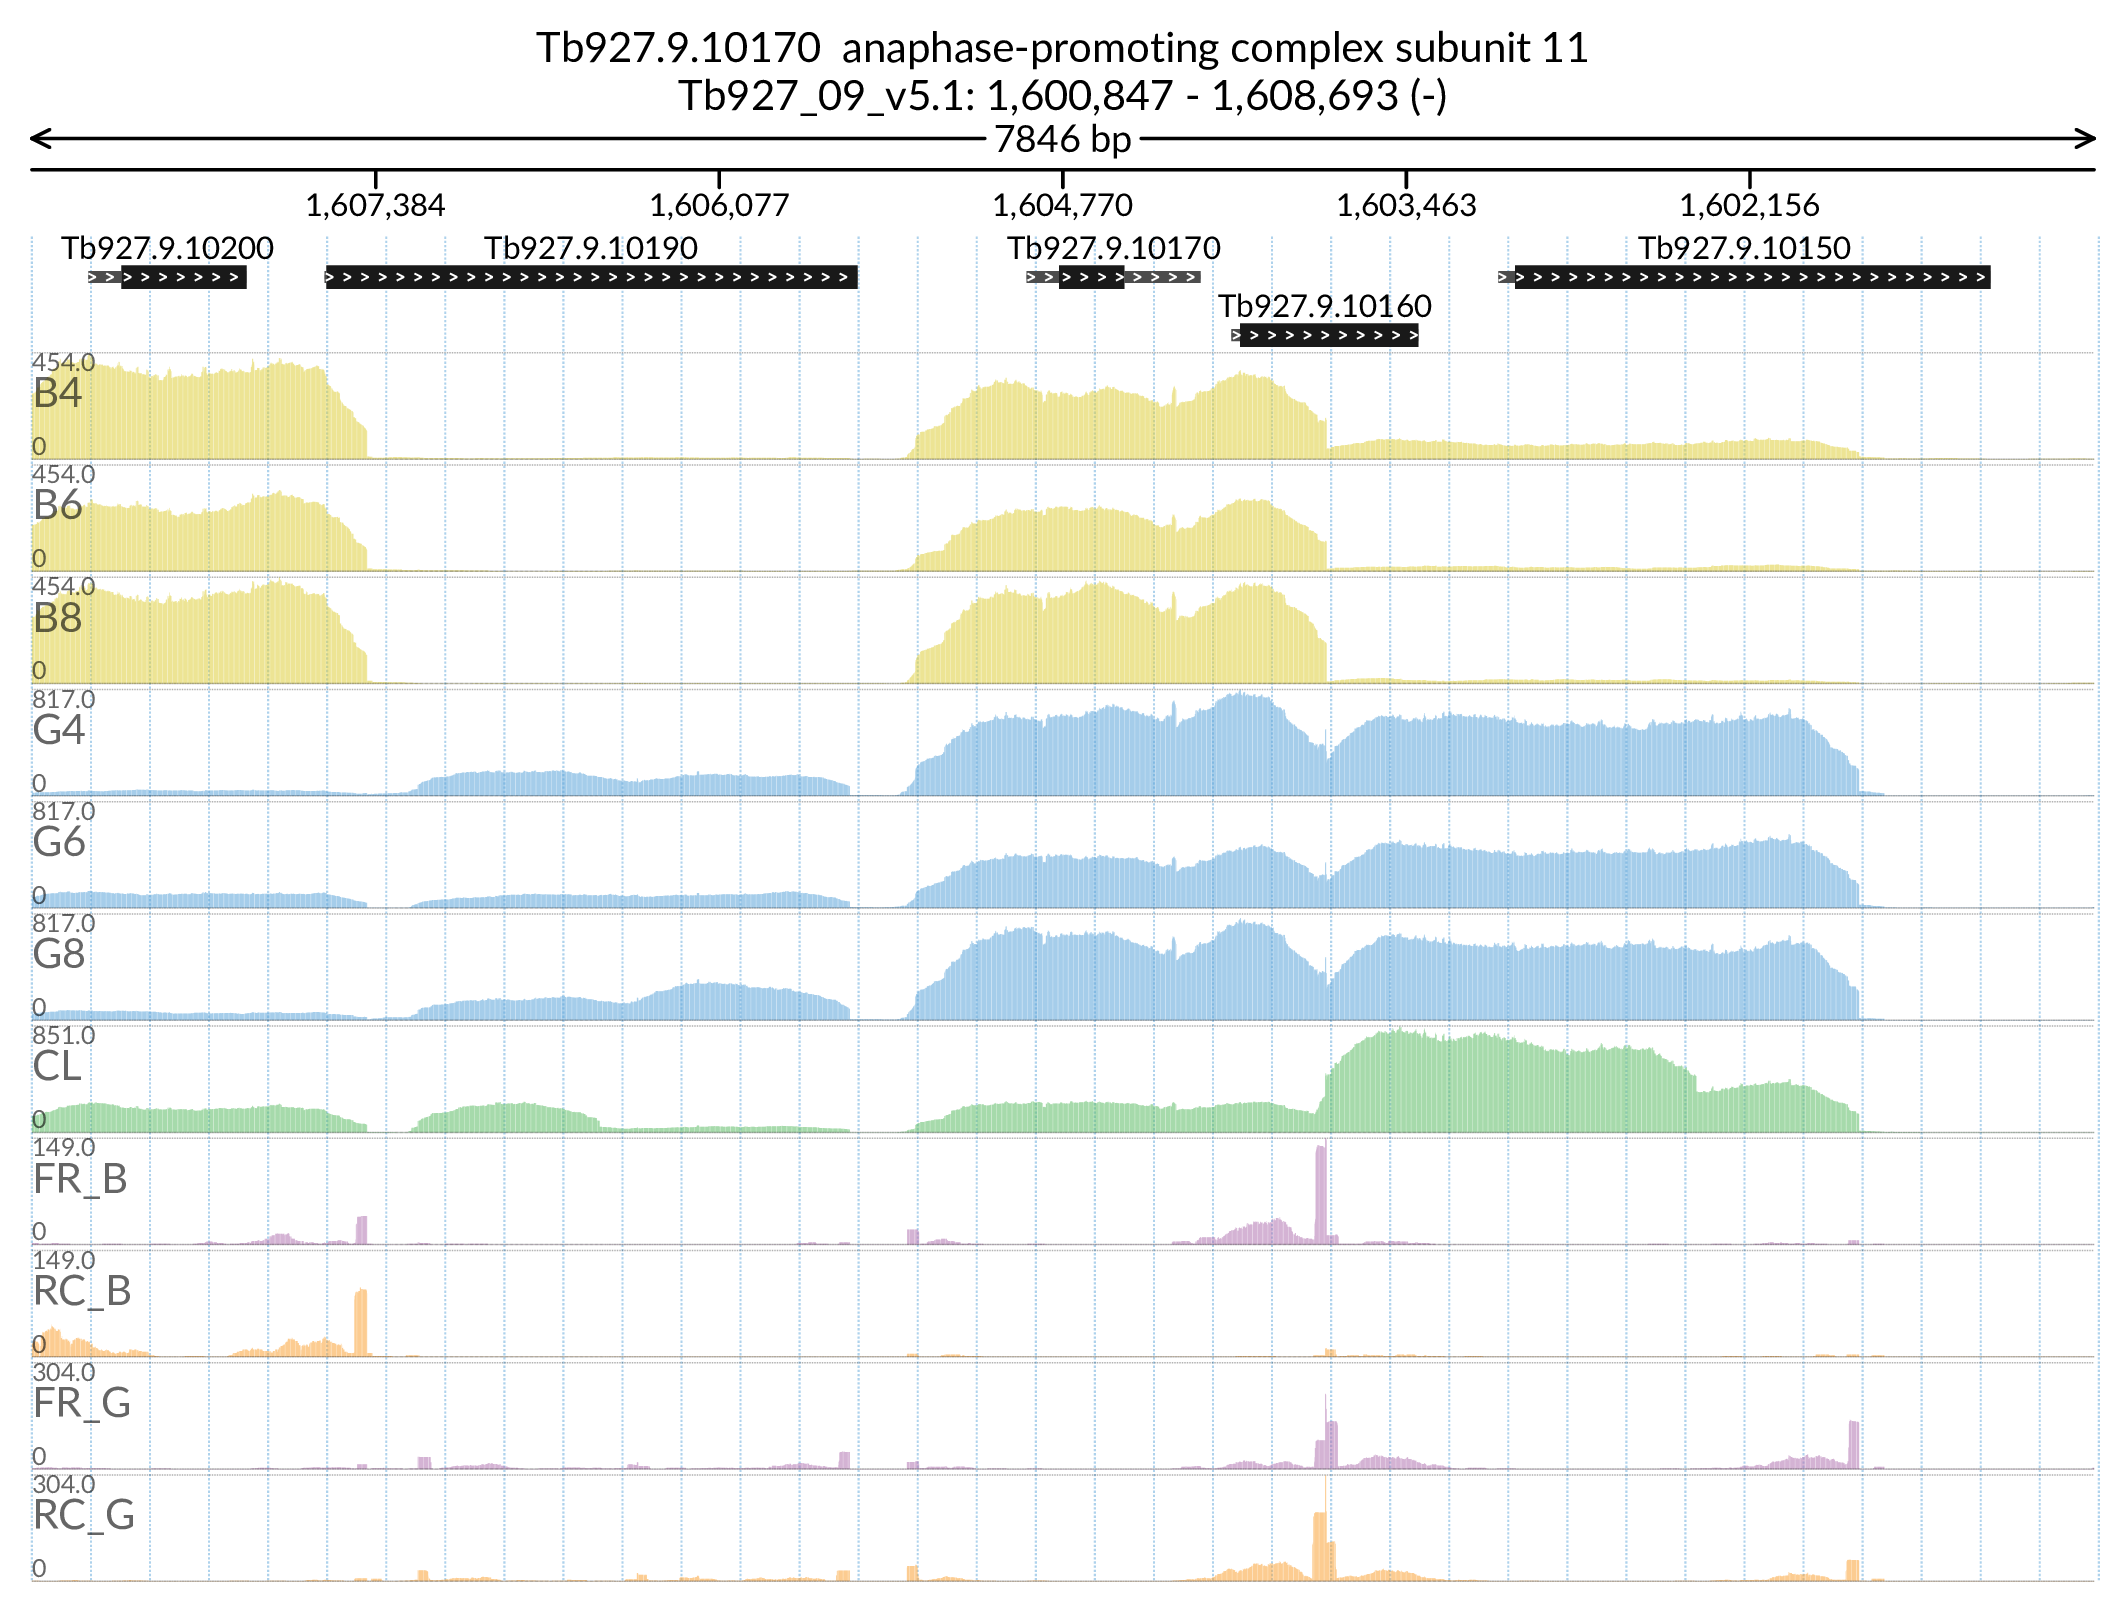 Tb927.9.10170  anaphase-promoting complex subunit 11
Tb927_09_v5.1: 1,600,847 - 1,608,693 (-)
7846 bp
1,607,384 1,606,077 1,604,770 1,603,463 1,602,156
Tb927.9.10200 Tb927.9.10190 Tb927.9.10170 Tb927.9.10150
Tb927.9.10160
454.0
B4
0
454.0
B6
0
454.0
B8
0
817.0
G4
0
817.0
G6
0
817.0
G8
0
851.0
CL
0
149.0
FR_B
0
149.0
RC_B
0
304.0
FR_G
0
304.0
RC_G
0